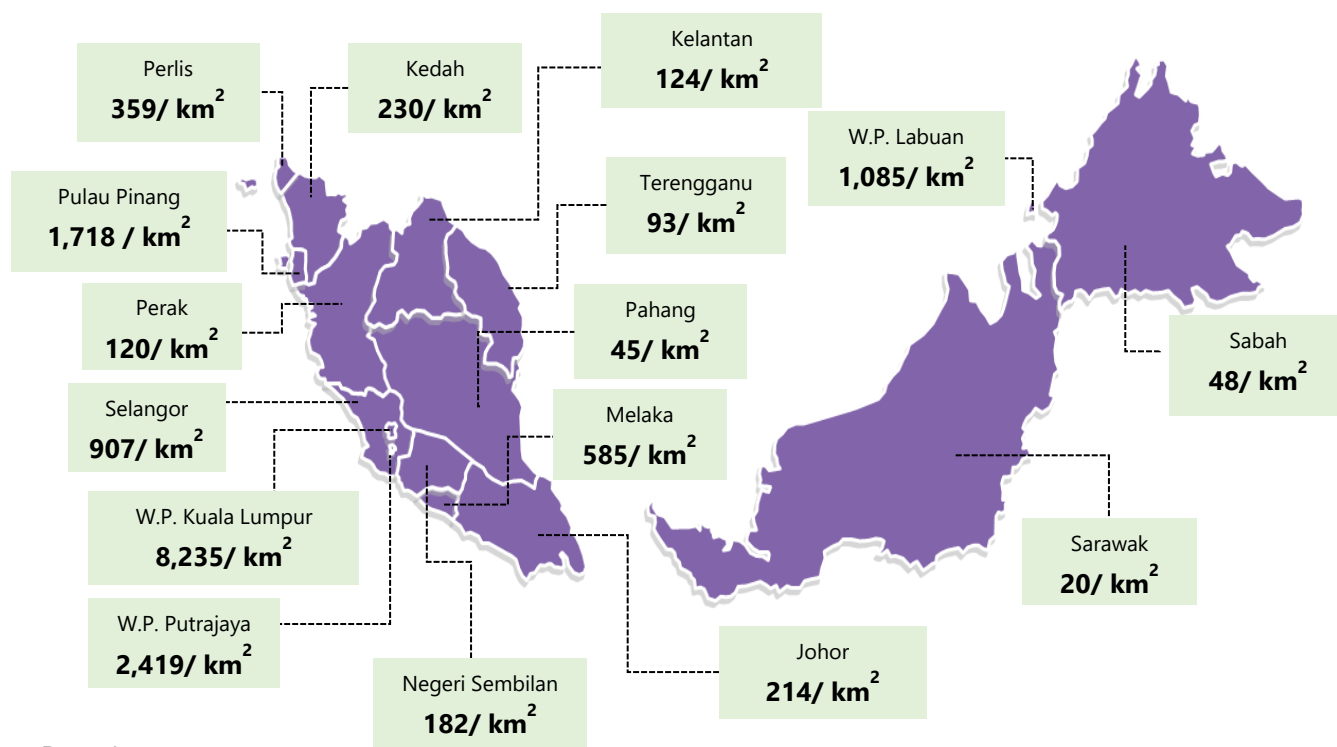 Perlis
359/ km²
Kedah
230/ km²
Kelantan
124/ km²
W.P. Labuan
1,085/ km²
Pulau Pinang
1,718 / km²
Terengganu
93/ km²
Perak
120/ km²
Pahang
45/ km²
Sabah
48/ km²
Selangor
907/ km²
Melaka
585/ km²
W.P. Kuala Lumpur
8,235/ km²
Sarawak
20/ km²
W.P. Putrajaya
2,419/ km²
Negeri Sembilan
182/ km²
Johor
214/ km²